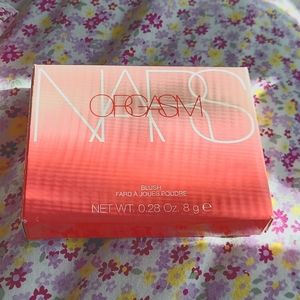 NARS
ORGASM
BLUSH
FARD À JOUES POUDRE
NET WT. 0.28 Oz. 8 g ℮